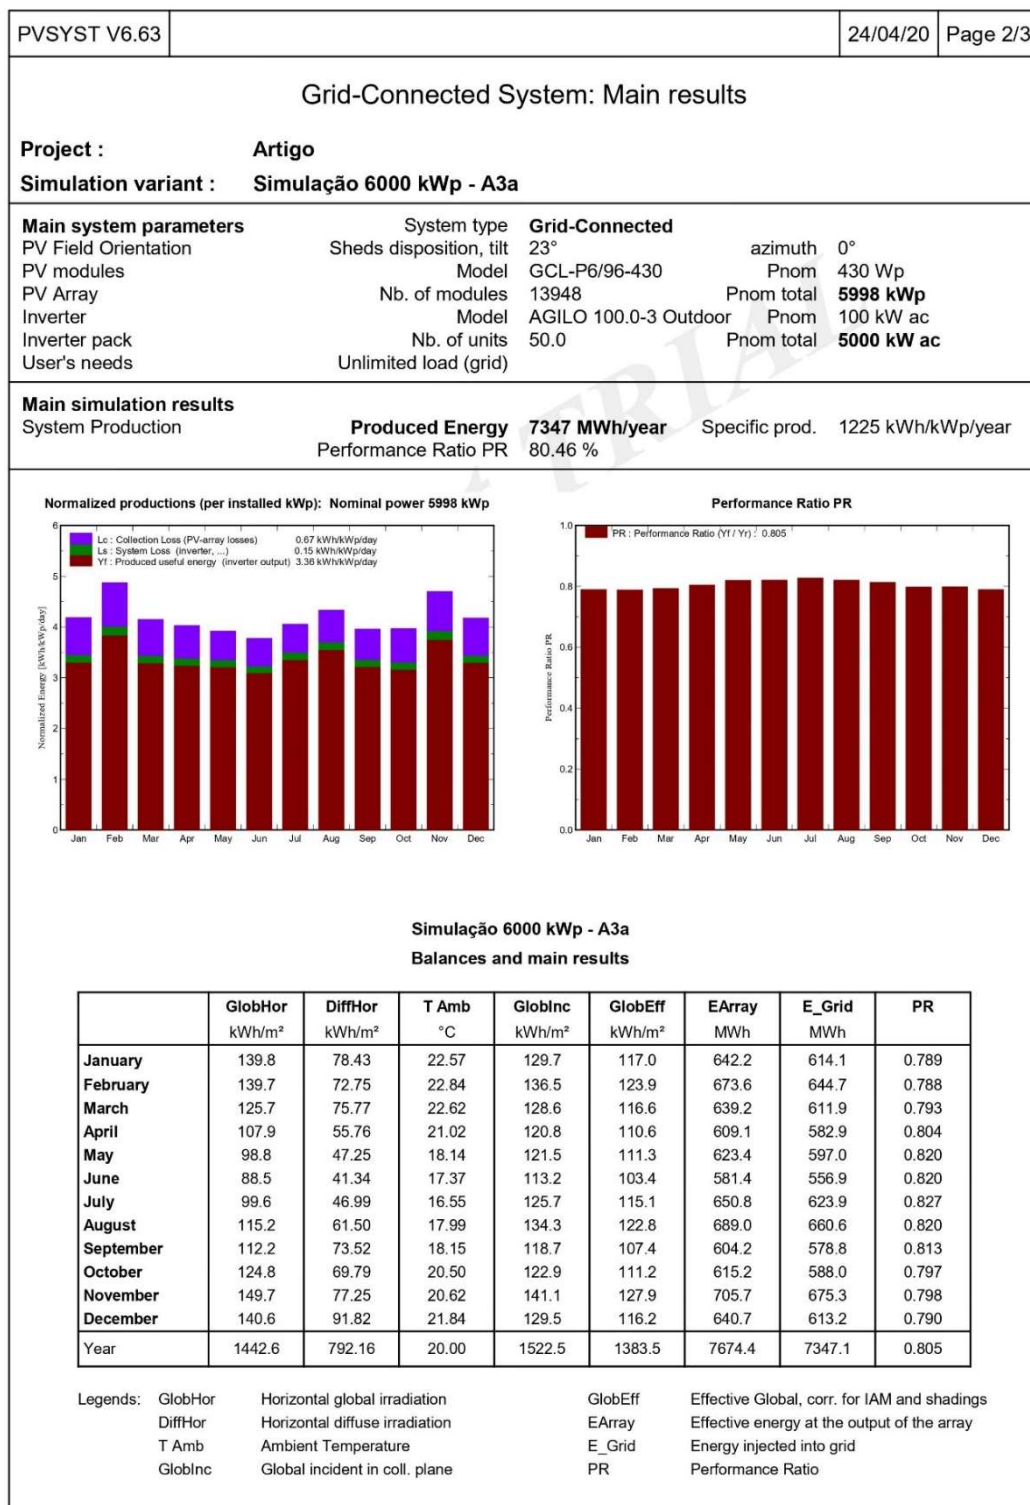 PVSYST V6.63 24/04/20 Page 2/3
Grid-Connected System: Main results
Project : Artigo
Simulation variant : Simulação 6000 kWp - A3a
Main system parameters System type Grid-Connected
PV Field Orientation Sheds disposition, tilt 23° azimuth 0°
PV modules Model GCL-P6/96-430 Pnom 430 Wp
PV Array Nb. of modules 13948 Pnom total 5998 kWp
Inverter Model AGILO 100.0-3 Outdoor Pnom 100 kW ac
Inverter pack Nb. of units 50.0 Pnom total 5000 kW ac
User's needs Unlimited load (grid)
TRIAL
Main simulation results
System Production Produced Energy 7347 MWh/year Specific prod. 1225 kWh/kWp/year
Performance Ratio PR 80.46 %
Normalized productions (per installed kWp): Nominal power 5998 kWp
Lc : Collection Loss (PV-array losses) 0.67 kWh/kWp/day
Ls : System Loss (inverter, ...) 0.15 kWh/kWp/day
Yf : Produced useful energy (inverter output) 3.36 kWh/kWp/day
Normalized Energy [kWh/kWp/day]
6
5
4
3
2
1
0
Jan Feb Mar Apr May Jun Jul Aug Sep Oct Nov Dec
Performance Ratio PR
PR : Performance Ratio (Yf / Yr) : 0.805
Performance Ratio PR
1.0
0.8
0.6
0.4
0.2
0.0
Jan Feb Mar Apr May Jun Jul Aug Sep Oct Nov Dec
Simulação 6000 kWp - A3a
Balances and main results
GlobHor DiffHor T Amb GlobInc GlobEff EArray E_Grid PR
kWh/m² kWh/m² °C kWh/m² kWh/m² MWh MWh
January 139.8 78.43 22.57 129.7 117.0 642.2 614.1 0.789
February 139.7 72.75 22.84 136.5 123.9 673.6 644.7 0.788
March 125.7 75.77 22.62 128.6 116.6 639.2 611.9 0.793
April 107.9 55.76 21.02 120.8 110.6 609.1 582.9 0.804
May 98.8 47.25 18.14 121.5 111.3 623.4 597.0 0.820
June 88.5 41.34 17.37 113.2 103.4 581.4 556.9 0.820
July 99.6 46.99 16.55 125.7 115.1 650.8 623.9 0.827
August 115.2 61.50 17.99 134.3 122.8 689.0 660.6 0.820
September 112.2 73.52 18.15 118.7 107.4 604.2 578.8 0.813
October 124.8 69.79 20.50 122.9 111.2 615.2 588.0 0.797
November 149.7 77.25 20.62 141.1 127.9 705.7 675.3 0.798
December 140.6 91.82 21.84 129.5 116.2 640.7 613.2 0.790
Year 1442.6 792.16 20.00 1522.5 1383.5 7674.4 7347.1 0.805
Legends: GlobHor Horizontal global irradiation GlobEff Effective Global, corr. for IAM and shadings
DiffHor Horizontal diffuse irradiation EArray Effective energy at the output of the array
T Amb Ambient Temperature E_Grid Energy injected into grid
GlobInc Global incident in coll. plane PR Performance Ratio